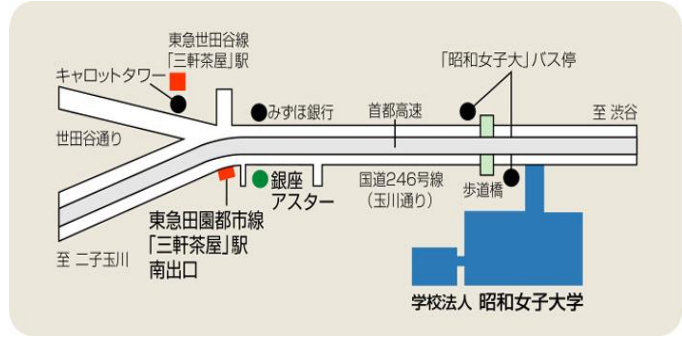 東急世田谷線
「三軒茶屋」駅
キャロットタワー
「昭和女子大」バス停
みずほ銀行
首都高速
至 渋谷
世田谷通り
銀座
アスター
国道246号線
（玉川通り）
歩道橋
東急田園都市線
「三軒茶屋」駅
南出口
至 二子玉川
学校法人 昭和女子大学